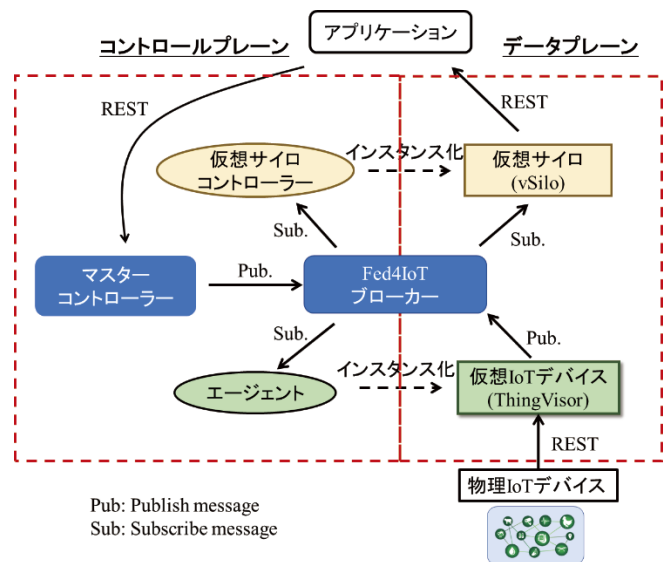 アプリケーション
コントロールプレーン
データプレーン
REST
REST
仮想サイロ
コントローラー
インスタンス化
仮想サイロ
(vSilo)
Sub.
Sub.
マスター
コントローラー
Pub.
Fed4IoT
ブローカー
Sub.
Pub.
エージェント
インスタンス化
仮想IoTデバイス
(ThingVisor)
REST
物理IoTデバイス
Pub: Publish message
Sub: Subscribe message